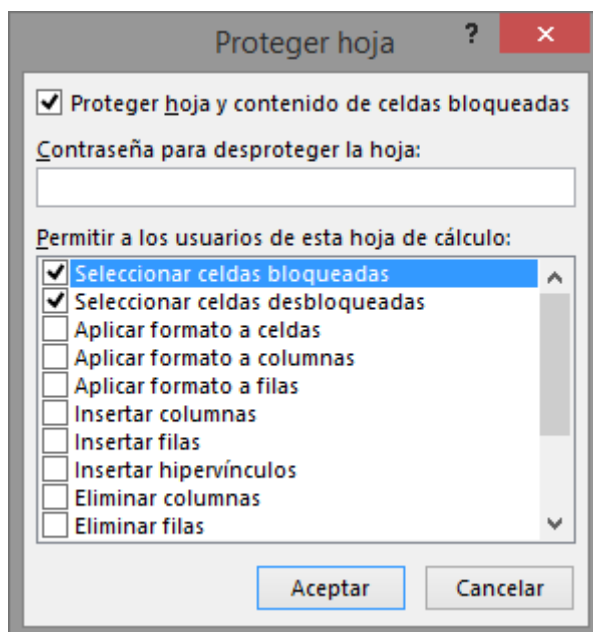 Proteger hoja ? ×
Proteger hoja y contenido de celdas bloqueadas
Contraseña para desproteger la hoja:
Permitir a los usuarios de esta hoja de cálculo:
Seleccionar celdas bloqueadas
Seleccionar celdas desbloqueadas
Aplicar formato a celdas
Aplicar formato a columnas
Aplicar formato a filas
Insertar columnas
Insertar filas
Insertar hipervínculos
Eliminar columnas
Eliminar filas
Aceptar Cancelar